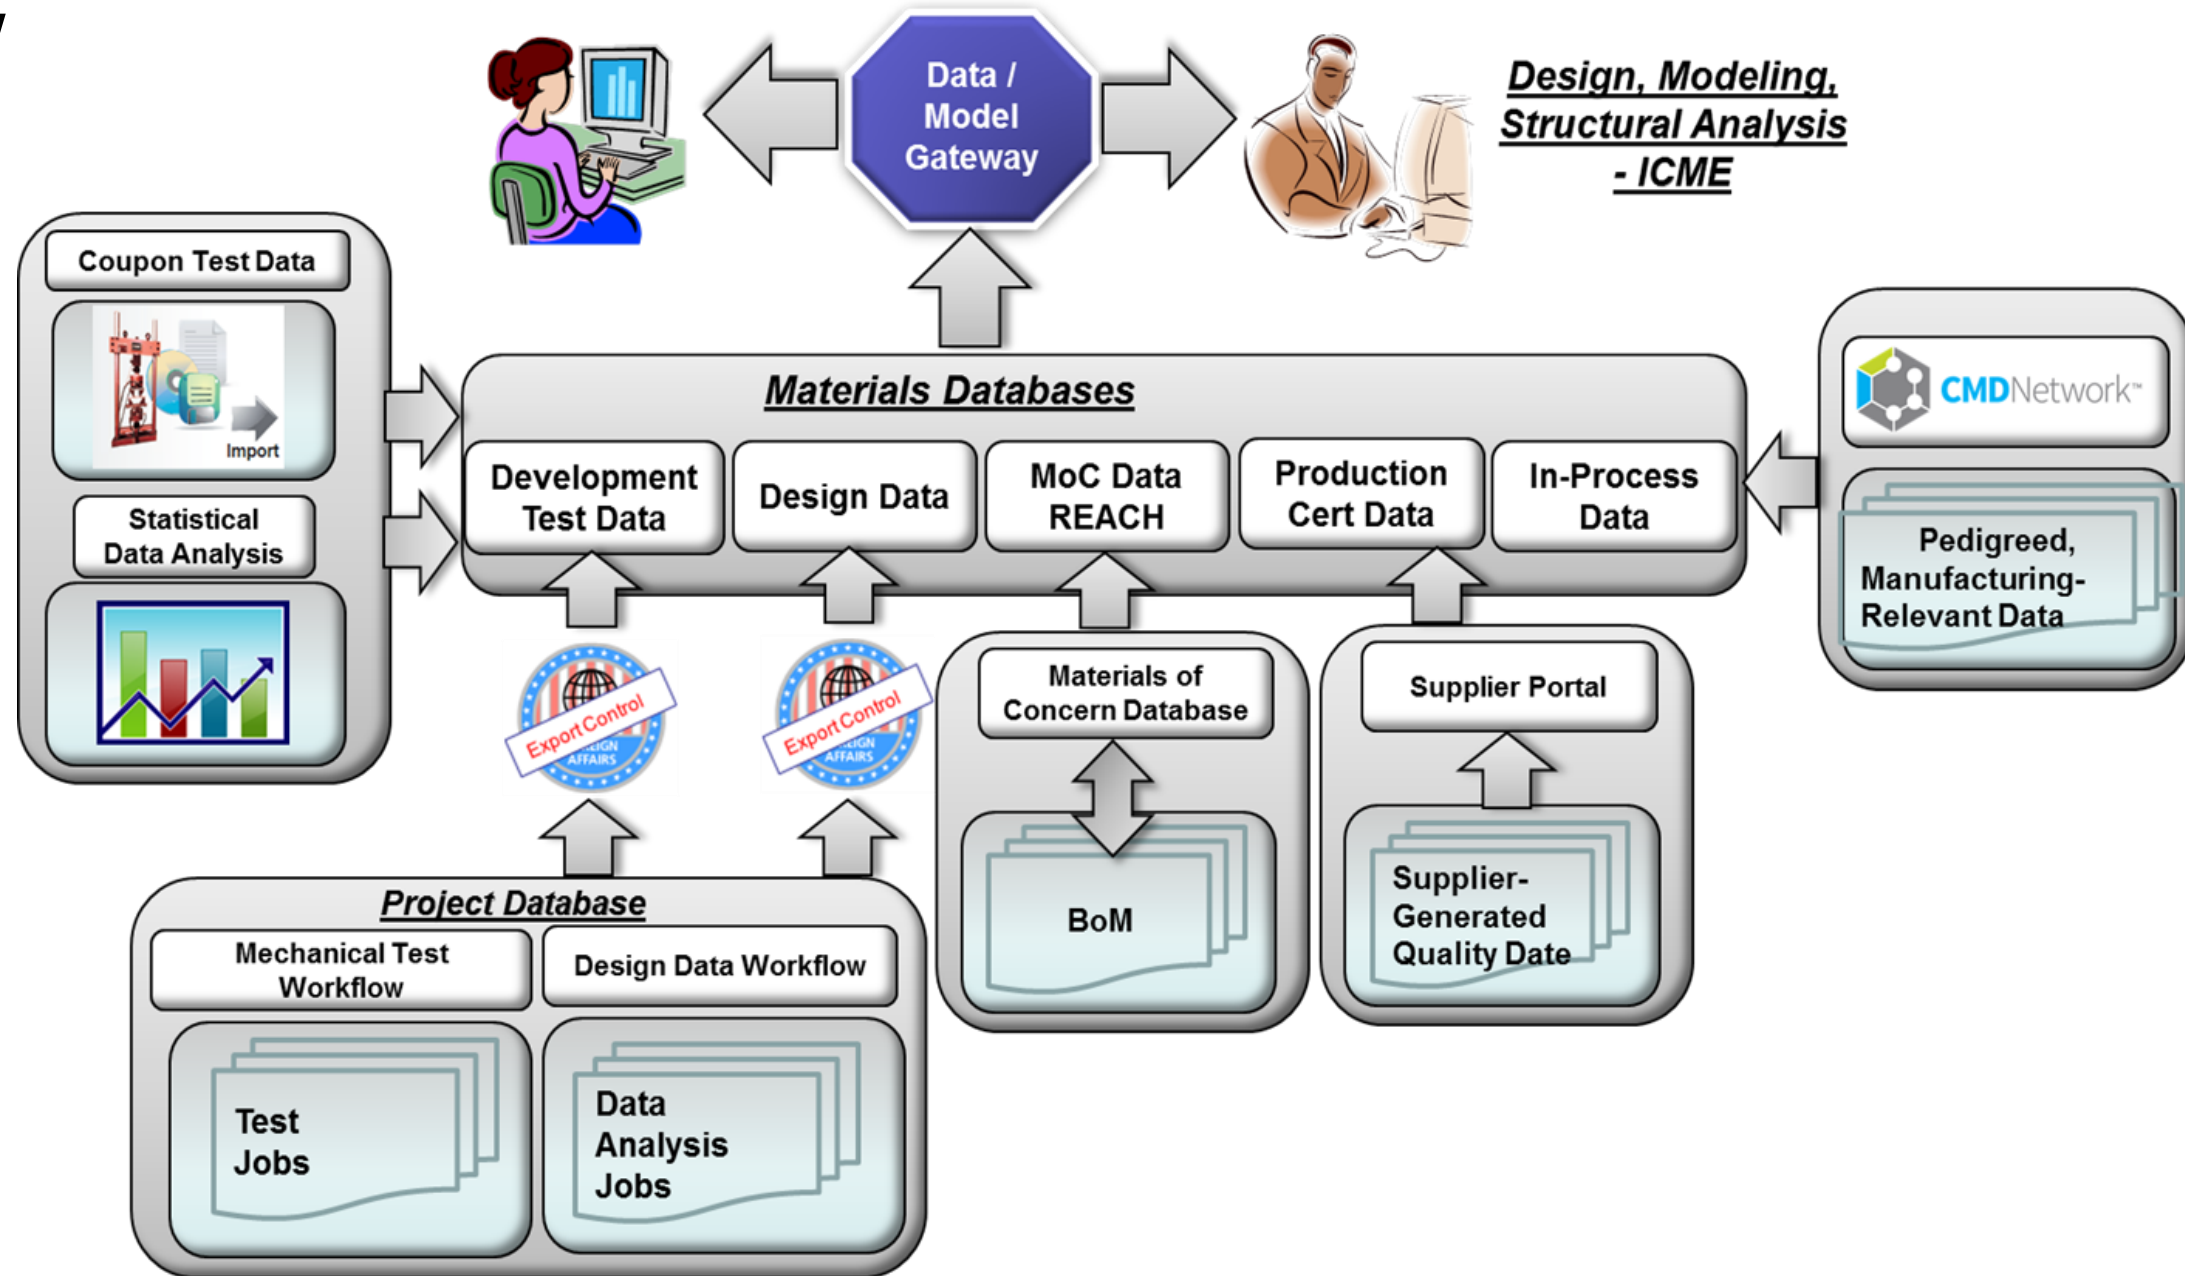 Data /
Model
Gateway
Design, Modeling,
Structural Analysis
- ICME
Coupon Test Data
Import
Statistical
Data Analysis
Materials Databases
Development
Test Data
Design Data
MoC Data
REACH
Production
Cert Data
In-Process
Data
CMDNetwork™
Pedigreed,
Manufacturing-
Relevant Data
Export Control
AFFAIRS
Export Control
AFFAIRS
Materials of
Concern Database
BoM
Supplier Portal
Supplier-
Generated
Quality Date
Project Database
Mechanical Test
Workflow
Design Data Workflow
Test
Jobs
Data
Analysis
Jobs